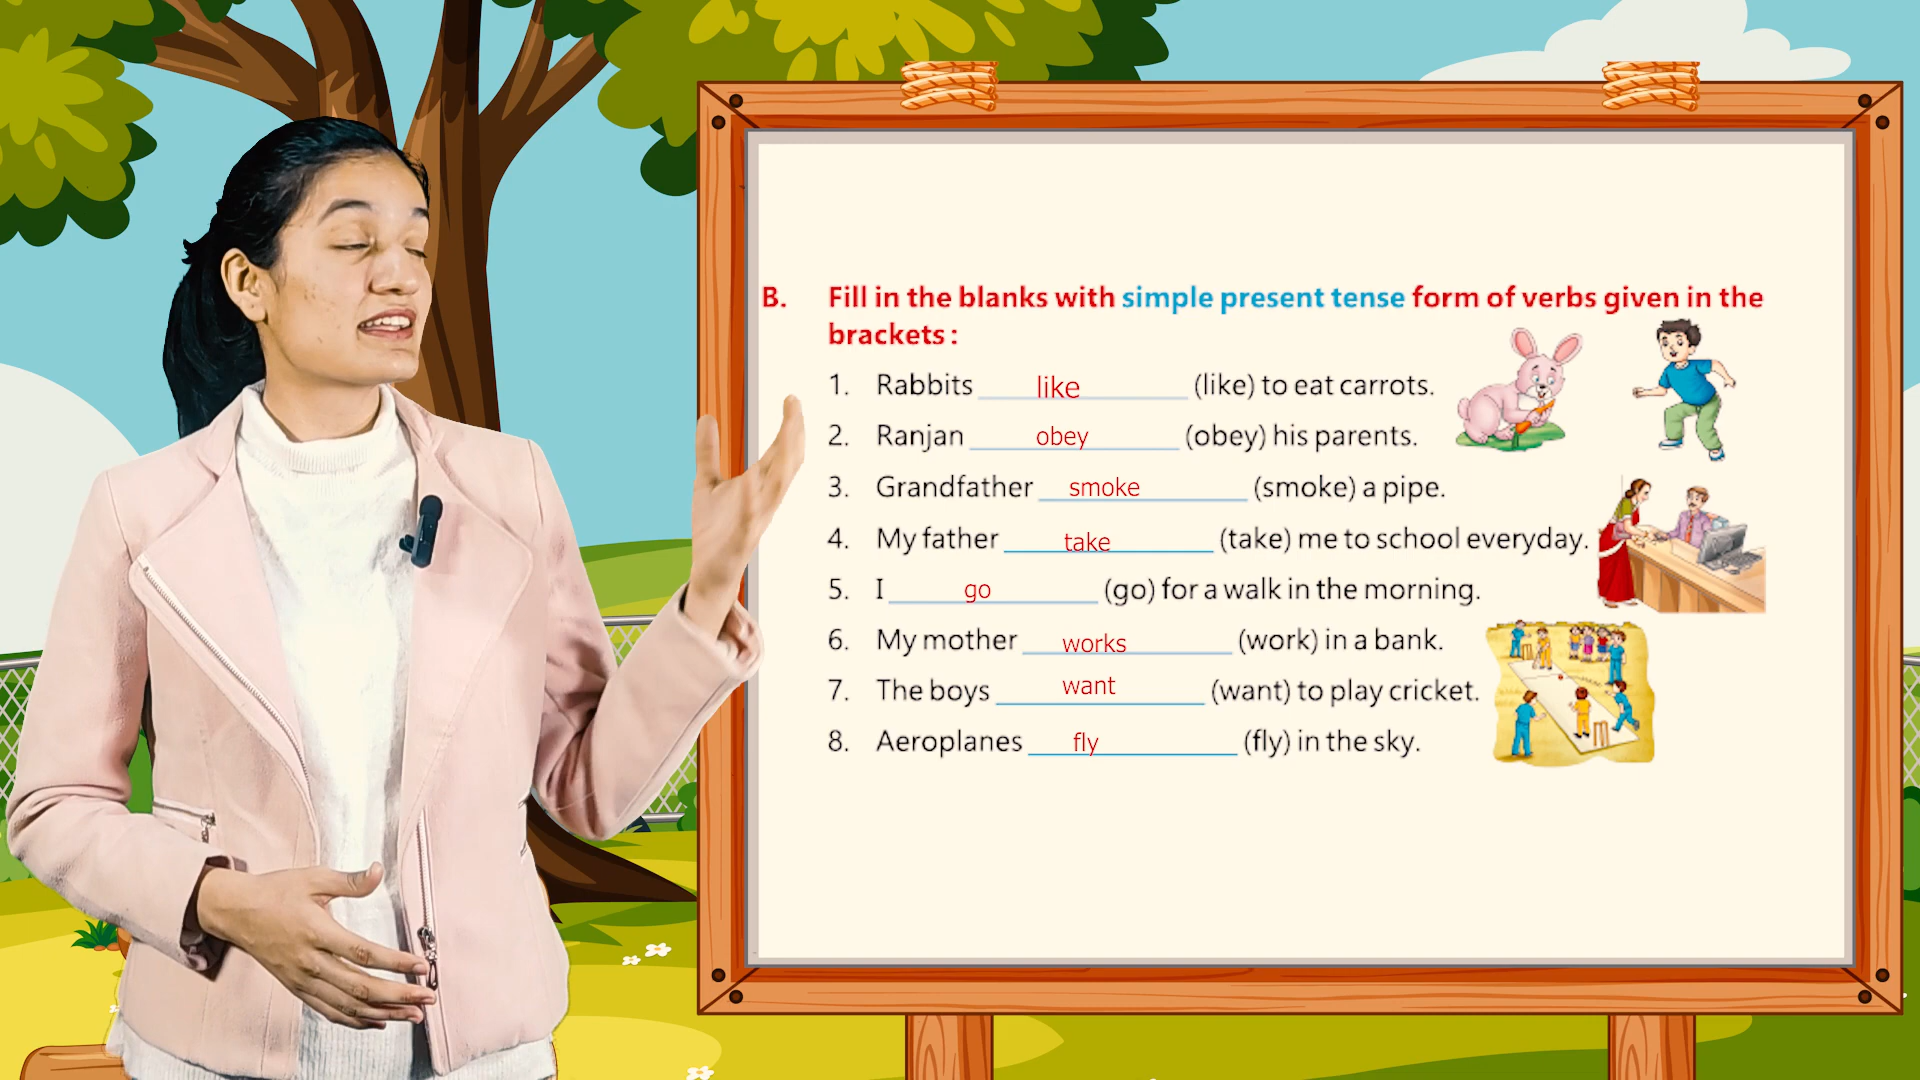 B. Fill in the blanks with simple present tense form of verbs given in the
brackets :
1. Rabbits like (like) to eat carrots.
2. Ranjan obey (obey) his parents.
3. Grandfather smoke (smoke) a pipe.
4. My father take (take) me to school everyday.
5. I go (go) for a walk in the morning.
6. My mother works (work) in a bank.
7. The boys want (want) to play cricket.
8. Aeroplanes fly (fly) in the sky.